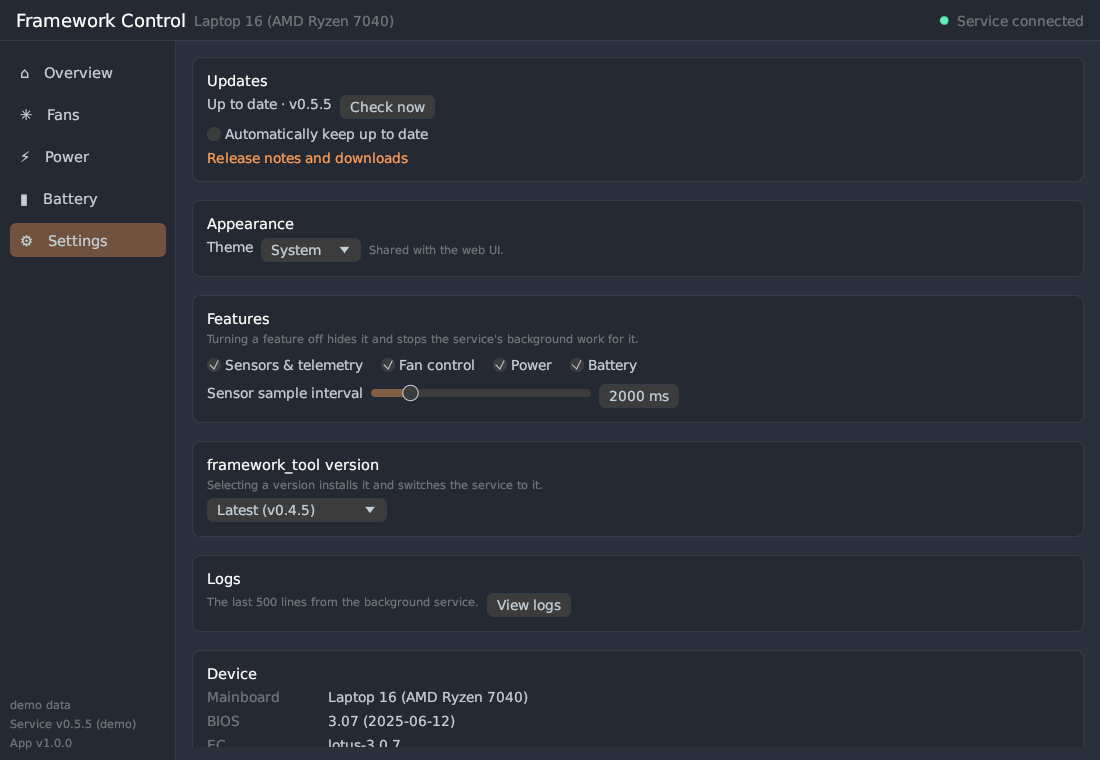 Framework Control Laptop 16 (AMD Ryzen 7040)
Service connected
Overview
Fans
Power
Battery
Settings
demo data
Service v0.5.5 (demo)
App v1.0.0
Updates
Up to date · v0.5.5 Check now
Automatically keep up to date
Release notes and downloads
Appearance
Theme System Shared with the web UI.
Features
Turning a feature off hides it and stops the service's background work for it.
Sensors & telemetry Fan control Power Battery
Sensor sample interval 2000 ms
framework_tool version
Selecting a version installs it and switches the service to it.
Latest (v0.4.5)
Logs
The last 500 lines from the background service. View logs
Device
Mainboard Laptop 16 (AMD Ryzen 7040)
BIOS 3.07 (2025-06-12)
EC lotus-3.0.7